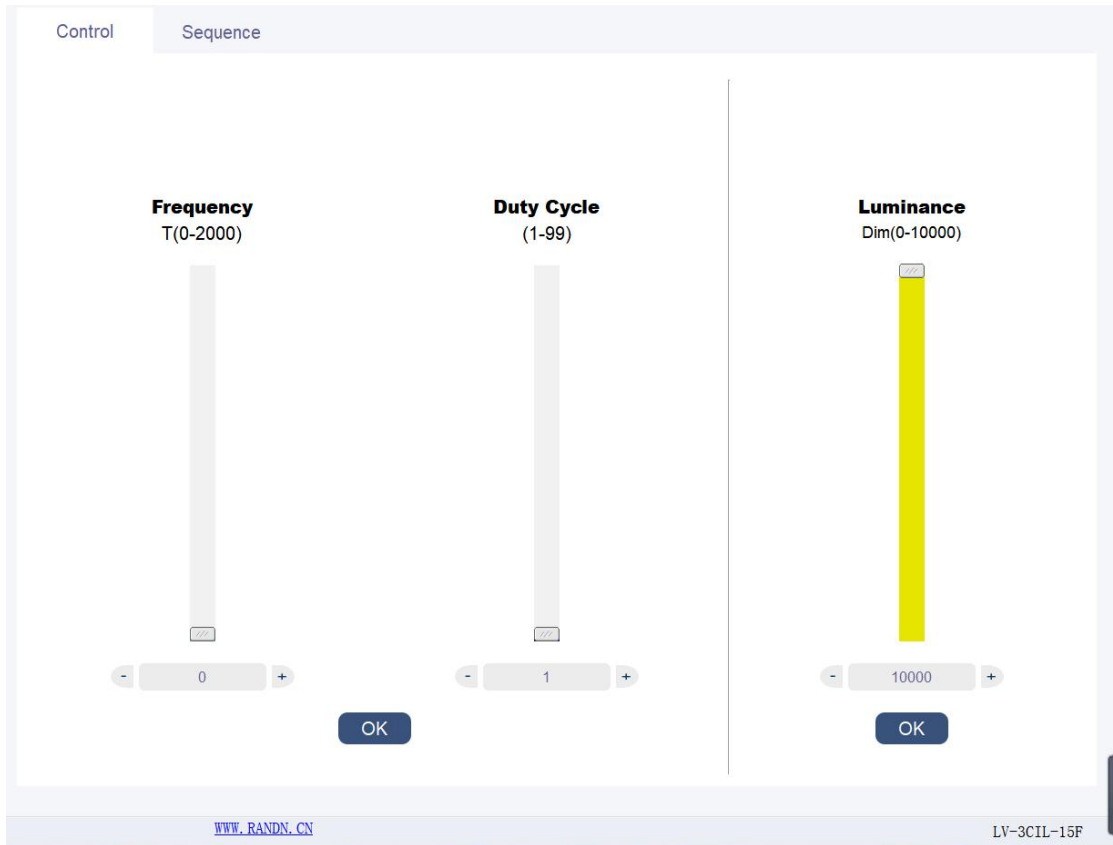 Control Sequence
Frequency
T(0-2000)
Duty Cycle
(1-99)
Luminance
Dim(0-10000)
- 0 +
- 1 +
- 10000 +
OK
OK
WWW.RANDN.CN
LV-3CIL-15F